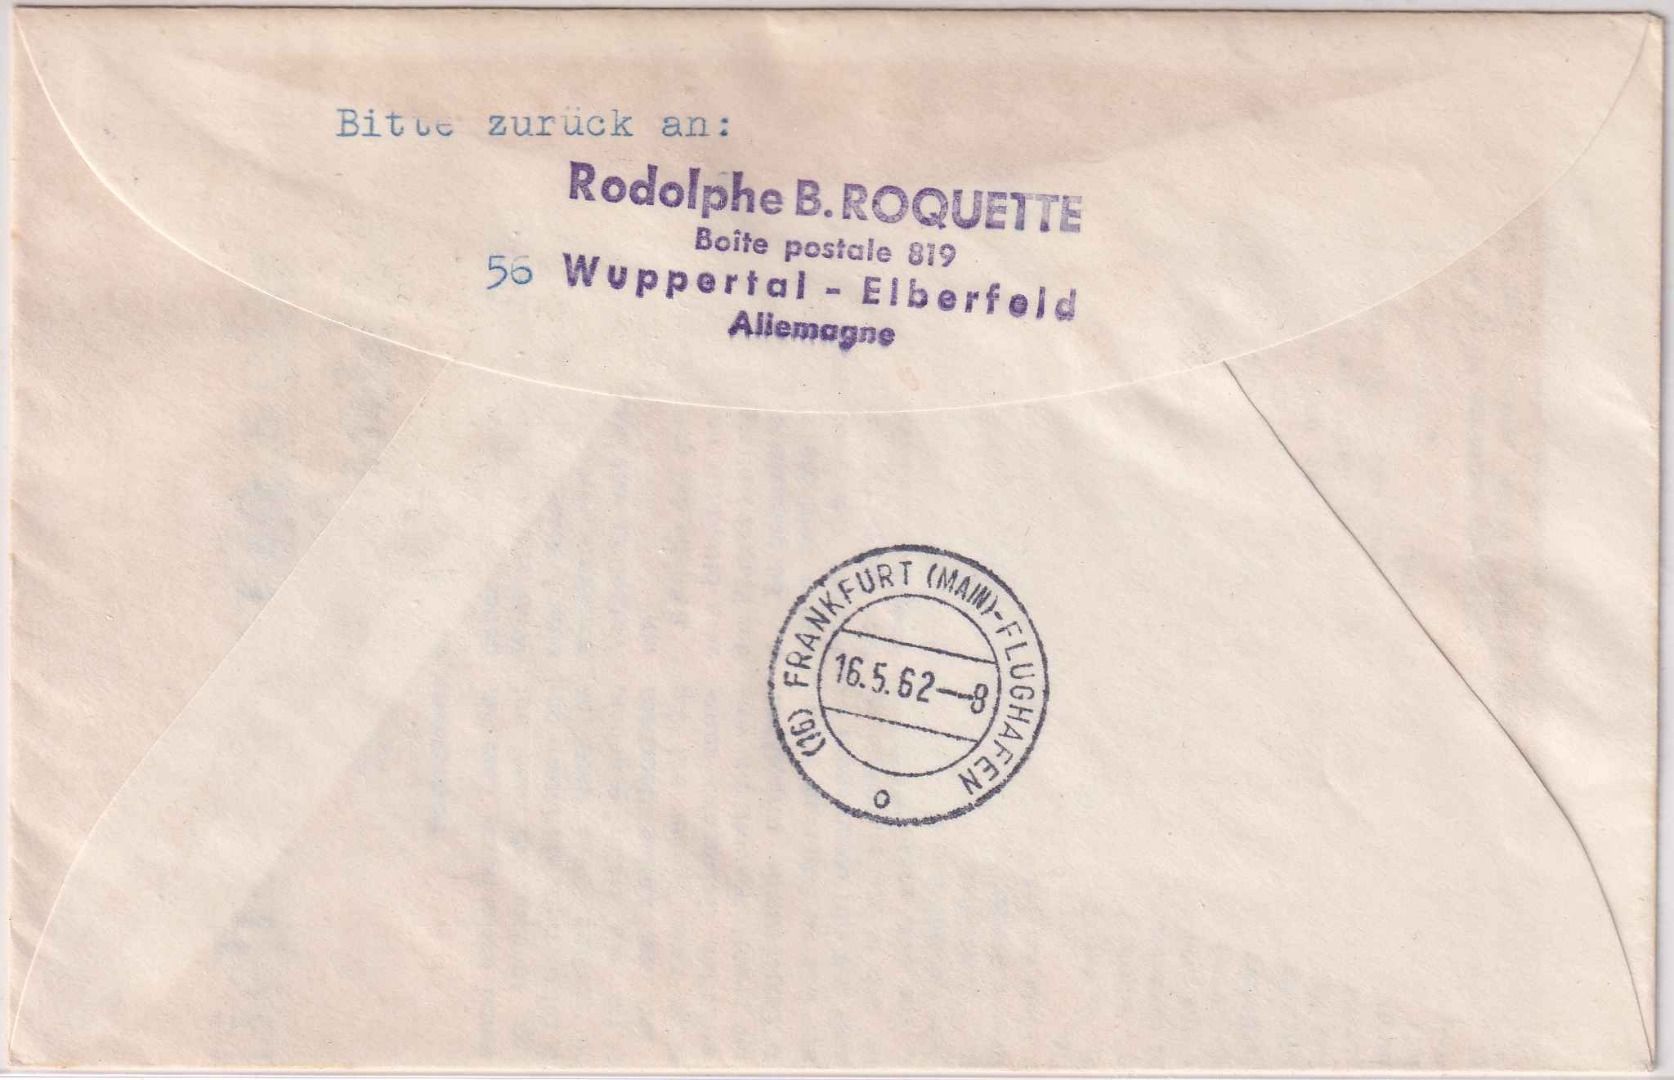 Bitte zurück an:
Rodolphe B. ROQUETTE
Boîte postale 819
56 Wuppertal - Elberfeld
Allemagne
(16) FRANKFURT (MAIN)-FLUGHAFEN
16.5.62-8
o